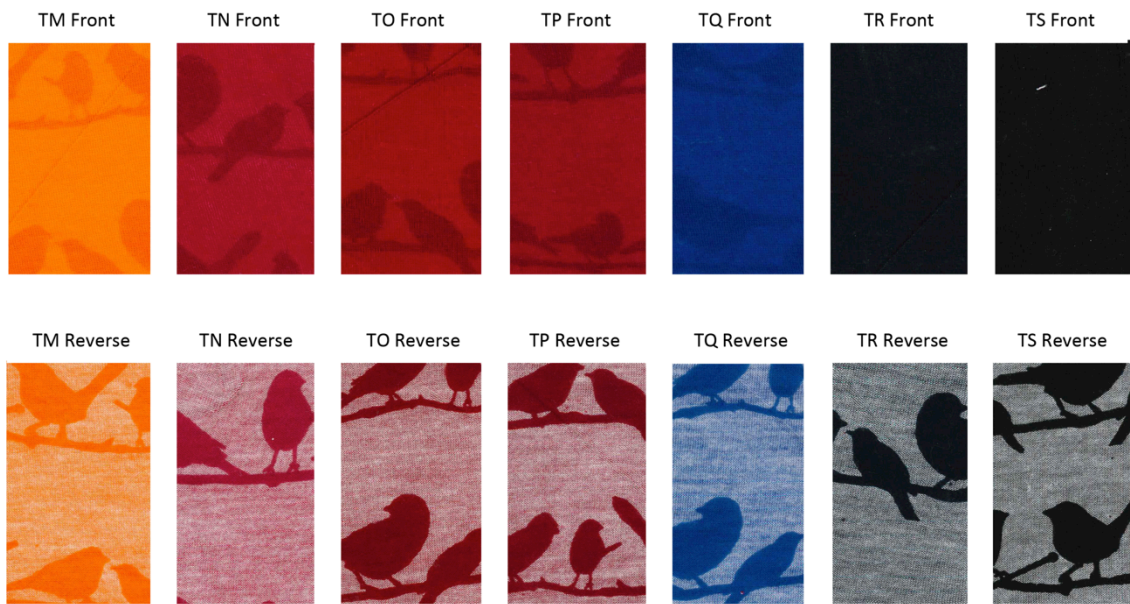 TM Front
TN Front
TO Front
TP Front
TQ Front
TR Front
TS Front
TM Reverse
TN Reverse
TO Reverse
TP Reverse
TQ Reverse
TR Reverse
TS Reverse